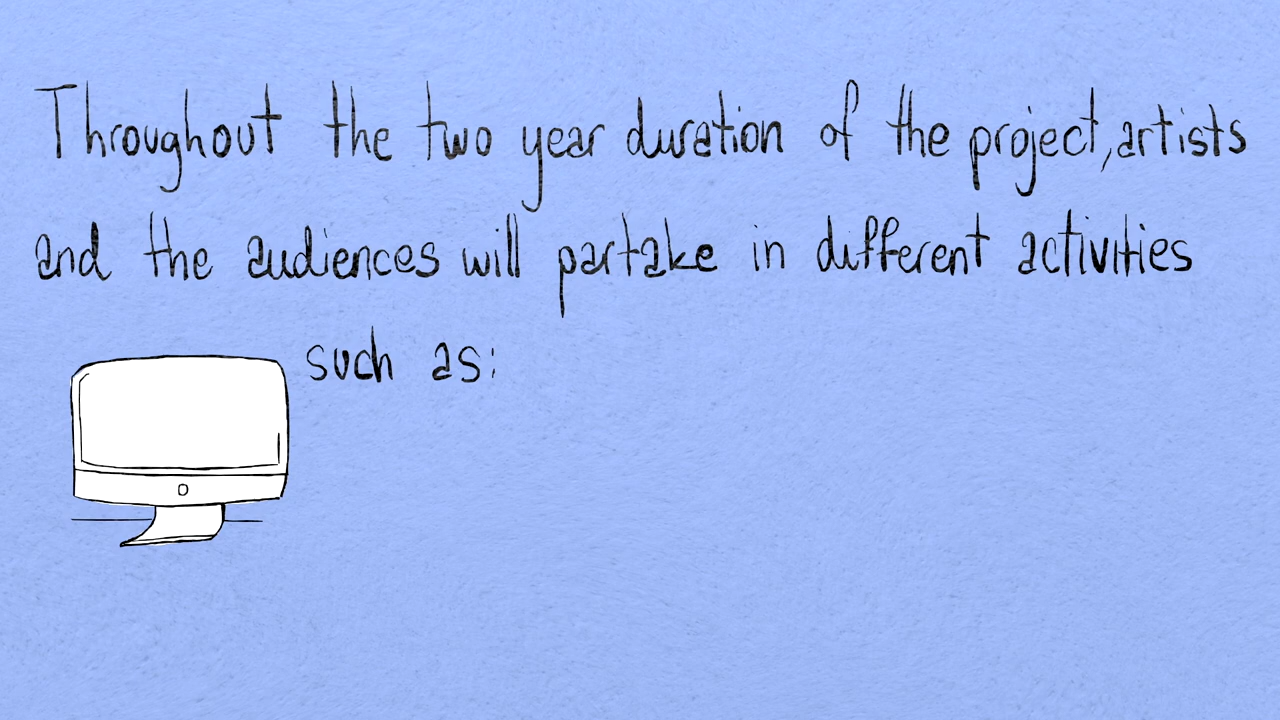 Throughout the two year duration of the project, artists
and the audiences will partake in different activities
such as: